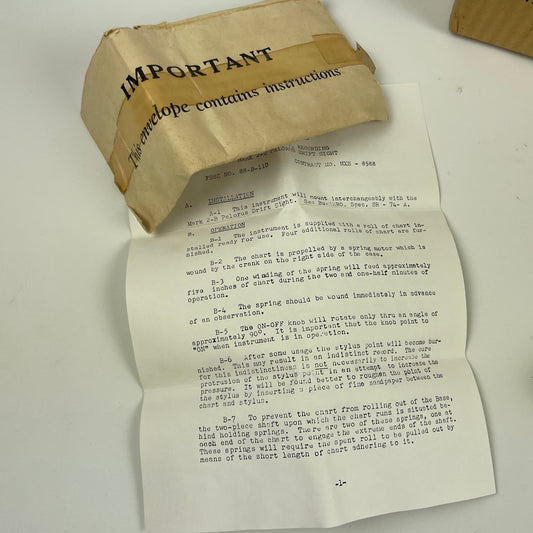 IMPORTANT
This envelope contains instructions
PELORUS RECORDING
DRIFT SIGHT
FSSC NO. 88-D-110 CONTRACT NO. NXS - 8568
A. INSTALLATION
A-1 This instrument will mount interchangeably with the
Mark 2-B Pelorus Drift Sight. See Bu-AERO. Spec. SR - 74- A.
B. OPERATION
B-1 The instrument is supplied with a roll of chart in-
stalled ready for use. Four additional rolls of chart are fur-
nished.
B-2 The chart is propelled by a spring motor which is
wound by the crank on the right side of the case.
B-3 One winding of the spring will feed approximately
five inches of chart during the two and one-half minutes of
operation.
B-4 The spring should be wound immediately in advance
of an observation.
B-5 The ON-OFF knob will rotate only thru an angle of
approximately 90°. It is important that the knob point to
"ON" when instrument is in operation.
B-6 After some usage the stylus point will become bur-
nished. This may result in an indistinct record. The cure
for this indistinctness is not necessarily to increase the
protrusion of the stylus point in an attempt to increase the
pressure. It will be found better to roughen the point of
the stylus by inserting a piece of fine sandpaper between the
chart and stylus.
B-7 To prevent the chart from rolling out of the Base,
the two-piece shaft upon which the chart runs is situated be-
hind holding springs. There are two of these springs, one at
each end of the chart to engage the extreme ends of the shaft.
These springs will require the spent roll to be pulled out by
means of the short length of chart adhering to it.
-1-